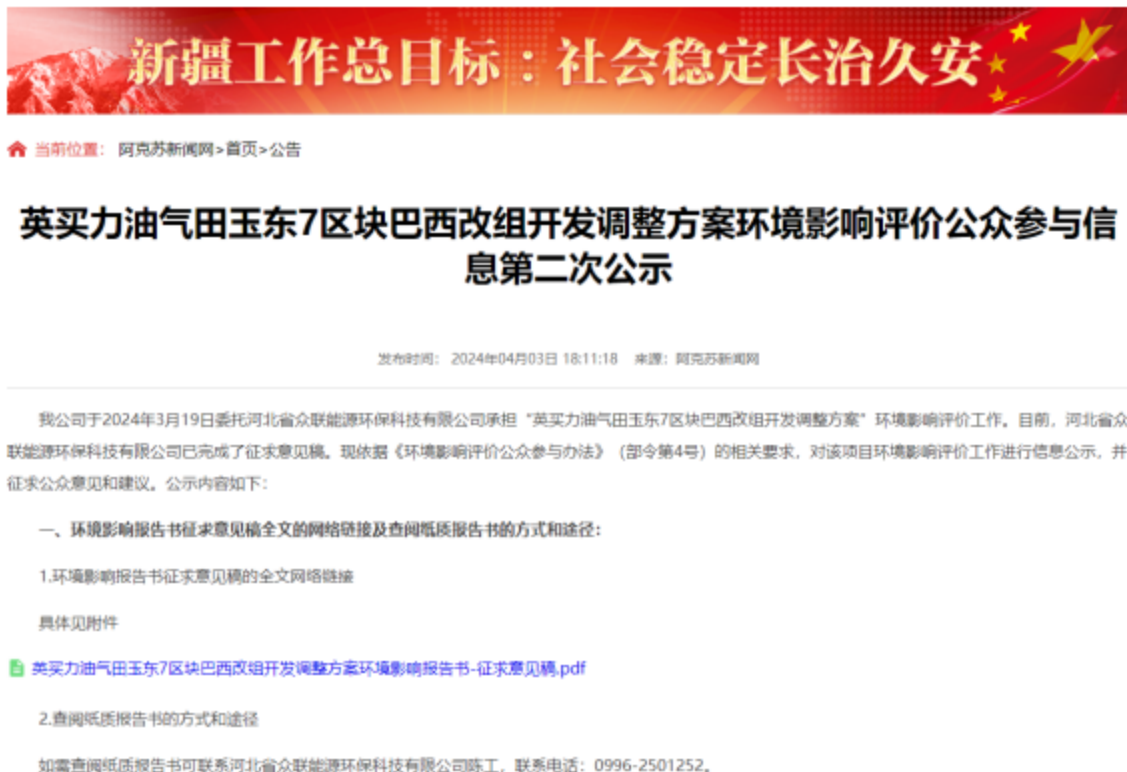 新疆工作总目标：社会稳定长治久安
当前位置： 阿克苏新闻网>首页>公告
英买力油气田玉东7区块巴西改组开发调整方案环境影响评价公众参与信
息第二次公示
发布时间： 2024年04月03日 18:11:18 来源：阿克苏新闻网
我公司于2024年3月19日委托河北省众联能源环保科技有限公司承担“英买力油气田玉东7区块巴西改组开发调整方案”环境影响评价工作。目前，河北省众
联能源环保科技有限公司已完成了征求意见稿。现依据《环境影响评价公众参与办法》（部令第4号）的相关要求，对该项目环境影响评价工作进行信息公示，并
征求公众意见和建议。公示内容如下：
一、环境影响报告书征求意见稿全文的网络链接及查阅纸质报告书的方式和途径：
1.环境影响报告书征求意见稿的全文网络链接
具体见附件
英买力油气田玉东7区块巴西改组开发调整方案环境影响报告书-征求意见稿.pdf
2.查阅纸质报告书的方式和途径
如需查阅纸质报告书可联系河北省众联能源环保科技有限公司陈工，联系电话：0996-2501252。